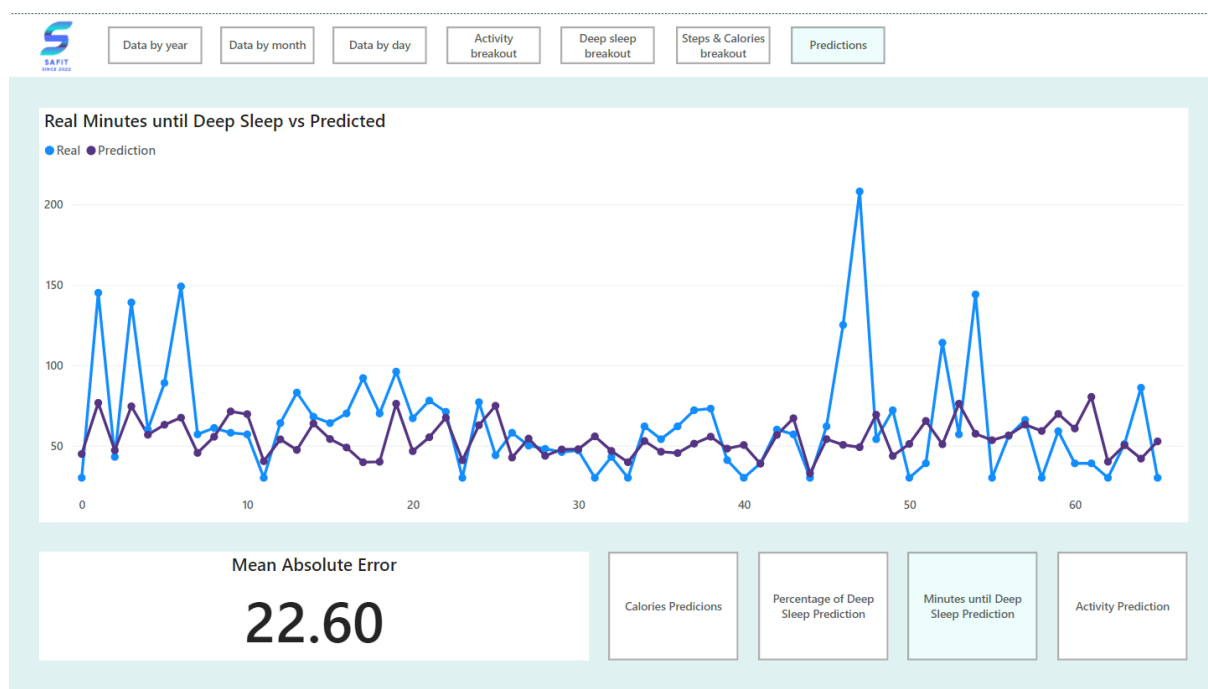 SAFIT
SINCE 2022
Data by year
Data by month
Data by day
Activity
breakout
Deep sleep
breakout
Steps & Calories
breakout
Predictions
Real Minutes until Deep Sleep vs Predicted
Real
Prediction
200
150
100
50
0
10
20
30
40
50
60
Mean Absolute Error
22.60
Calories Predicions
Percentage of Deep
Sleep Prediction
Minutes until Deep
Sleep Prediction
Activity Prediction